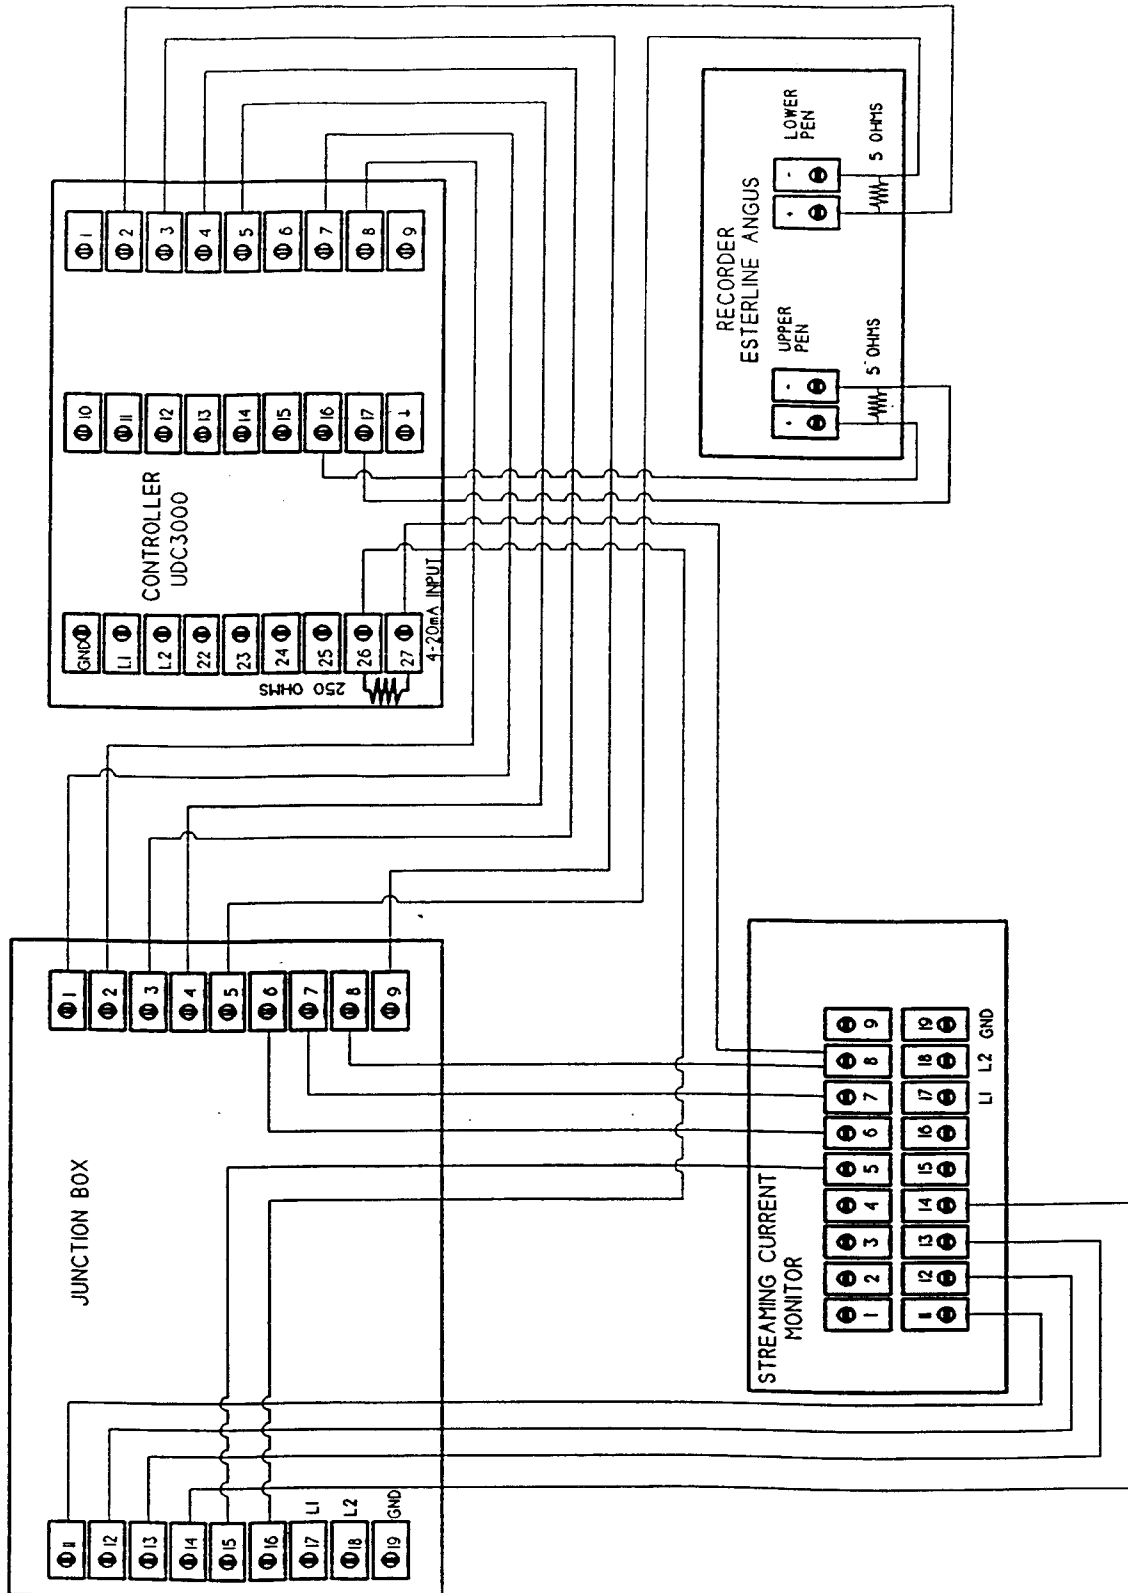 CONTROLLER
UDC3000
GND
L1
L2
22
23
24
25
26
27
250 OHMS
4-20mA INPUT
10
11
12
13
14
15
16
17
1
2
3
4
5
6
7
8
9
RECORDER
ESTERLINE ANGUS
UPPER
PEN
LOWER
PEN
+
-
+
-
5 OHMS
5 OHMS
JUNCTION BOX
1
2
3
4
5
6
7
8
9
11
12
13
14
15
16
17
18
19
L1
L2
GND
STREAMING CURRENT
MONITOR
1
2
3
4
5
6
7
8
9
11
12
13
14
15
16
17
18
19
L1
L2
GND